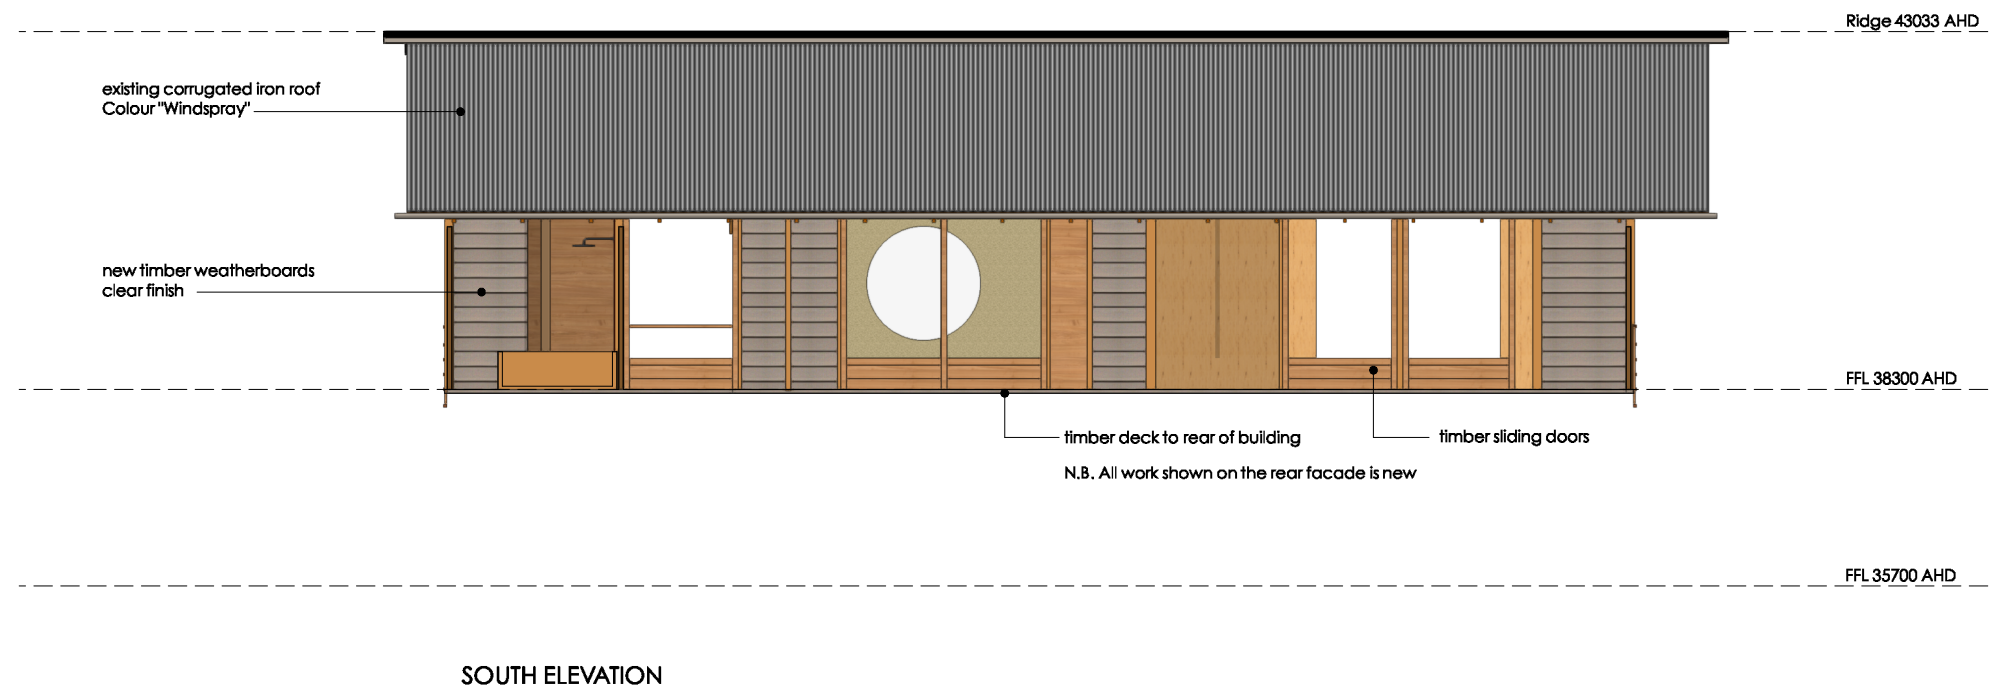 Ridge 43033 AHD
existing corrugated iron roof
Colour "Windspray"
new timber weatherboards
clear finish
FFL 38300 AHD
timber deck to rear of building
timber sliding doors
N.B. All work shown on the rear facade is new
FFL 35700 AHD
SOUTH ELEVATION